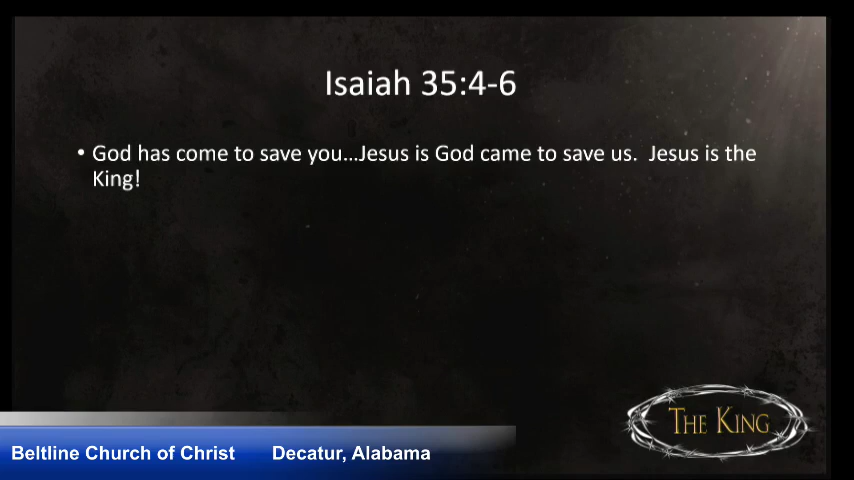 Isaiah 35:4-6
• God has come to save you…Jesus is God came to save us.  Jesus is the
King!
THE KING
Beltline Church of Christ Decatur, Alabama